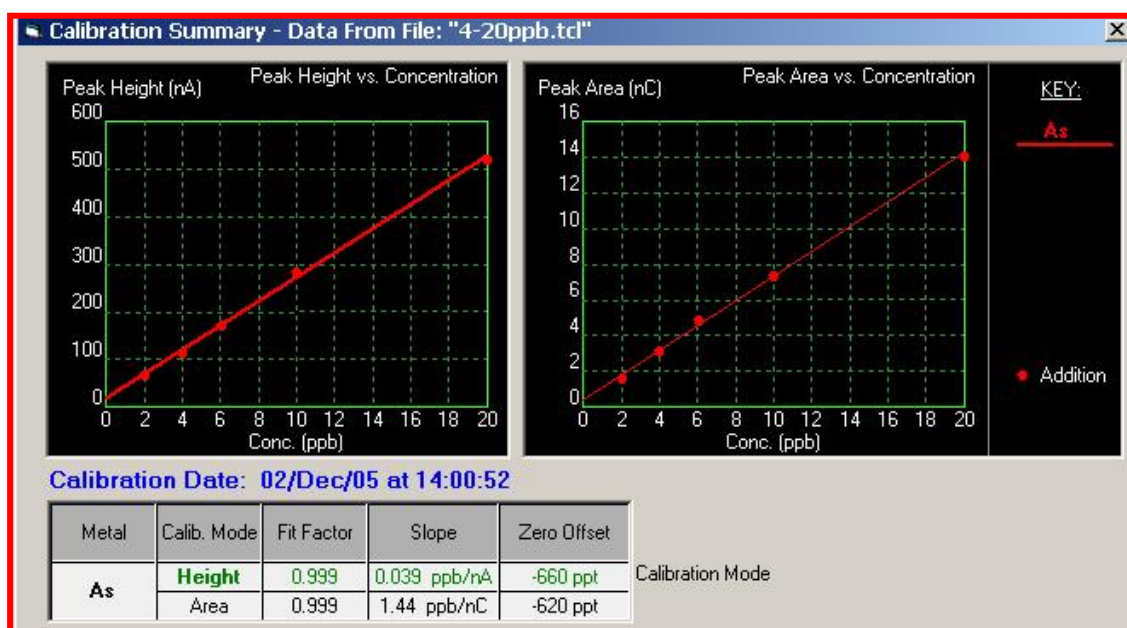 Calibration Summary - Data From File: "4-20ppb.tcl"
Peak Height vs. Concentration
Peak Height (nA)
600
500
400
300
200
100
0
0 2 4 6 8 10 12 14 16 18 20
Conc. (ppb)
Peak Area vs. Concentration
Peak Area (nC)
16
14
12
10
8
6
4
2
0
0 2 4 6 8 10 12 14 16 18 20
Conc. (ppb)
KEY:
As
Addition
Calibration Date: 02/Dec/05 at 14:00:52
Metal Calib. Mode Fit Factor Slope Zero Offset
As
Height 0.999 0.039 ppb/nA -660 ppt
Area 0.999 1.44 ppb/nC -620 ppt
Calibration Mode